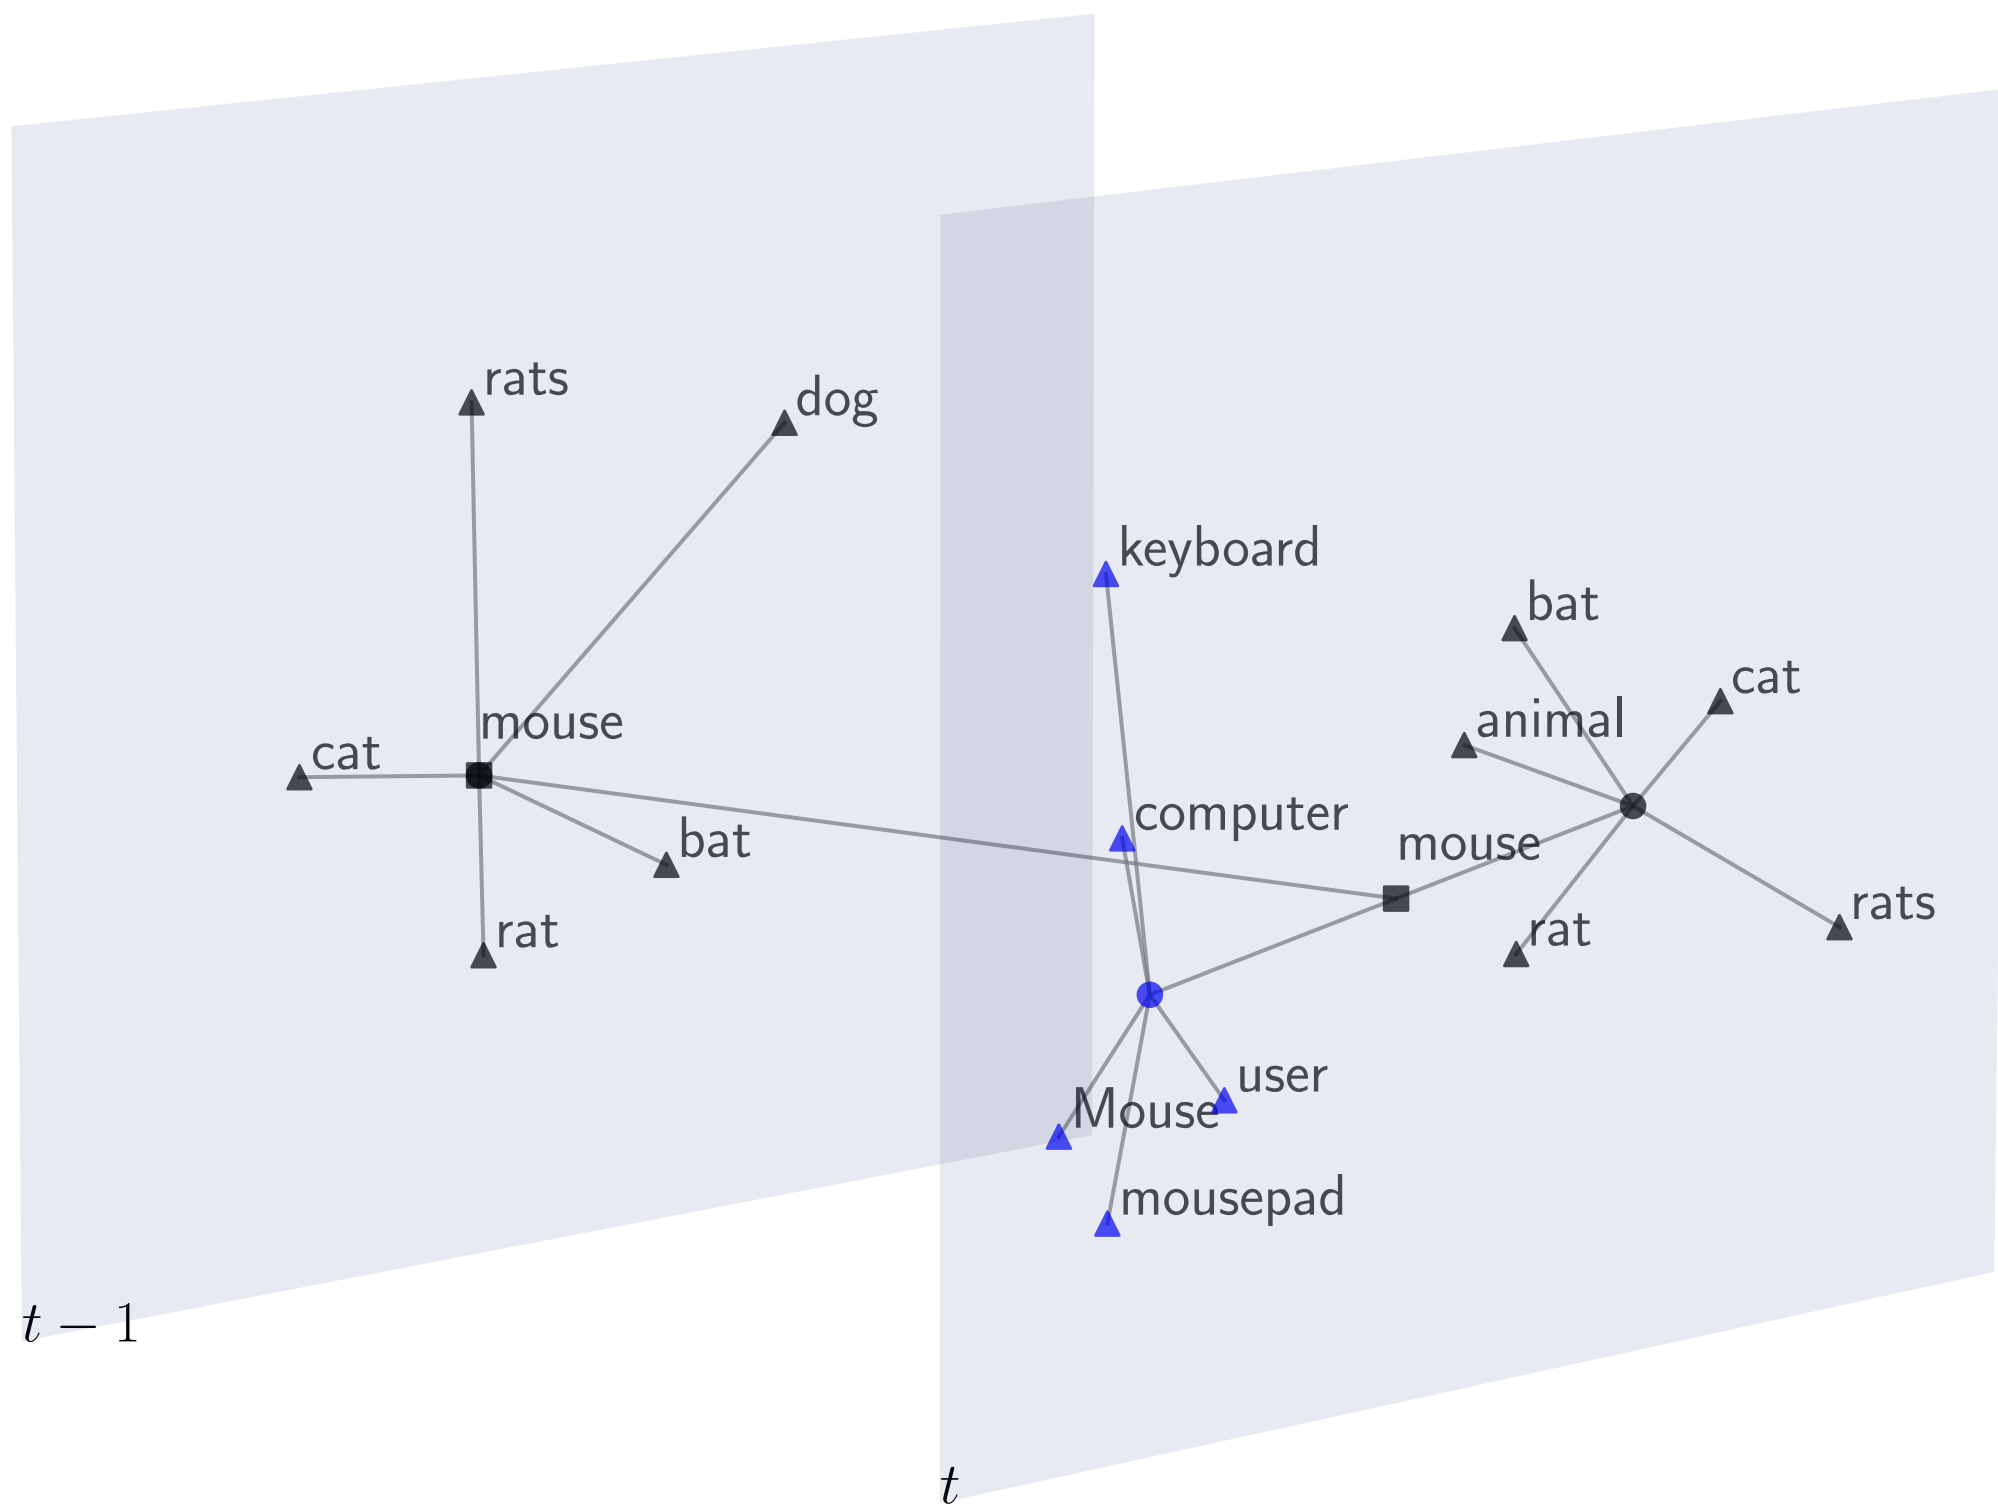 rats
dog
mouse
cat
bat
rat
t − 1
keyboard
bat
cat
animal
computer
mouse
rats
rat
user
Mouse
mousepad
t